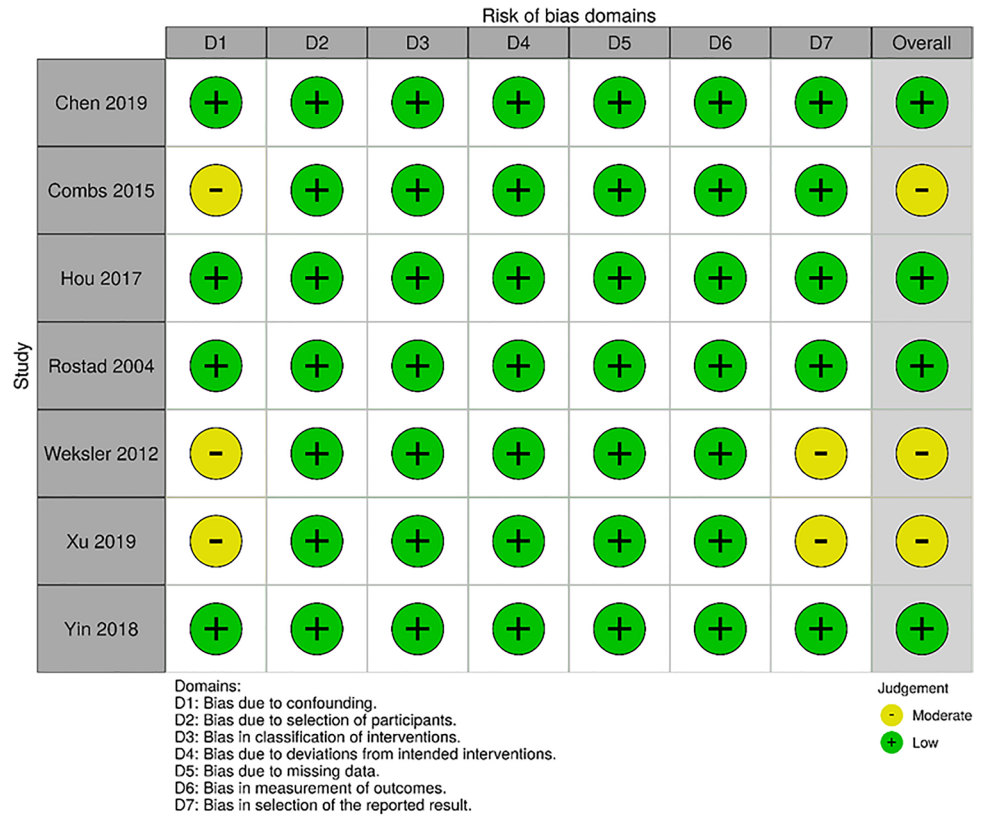 Risk of bias domains
D1 D2 D3 D4 D5 D6 D7 Overall
Study
Chen 2019 + + + + + + + +
Combs 2015 - + + + + + + -
Hou 2017 + + + + + + + +
Rostad 2004 + + + + + + + +
Weksler 2012 - + + + + + - -
Xu 2019 - + + + + + - -
Yin 2018 + + + + + + + +
Domains:
D1: Bias due to confounding.
D2: Bias due to selection of participants.
D3: Bias in classification of interventions.
D4: Bias due to deviations from intended interventions.
D5: Bias due to missing data.
D6: Bias in measurement of outcomes.
D7: Bias in selection of the reported result.
Judgement
- Moderate
+ Low